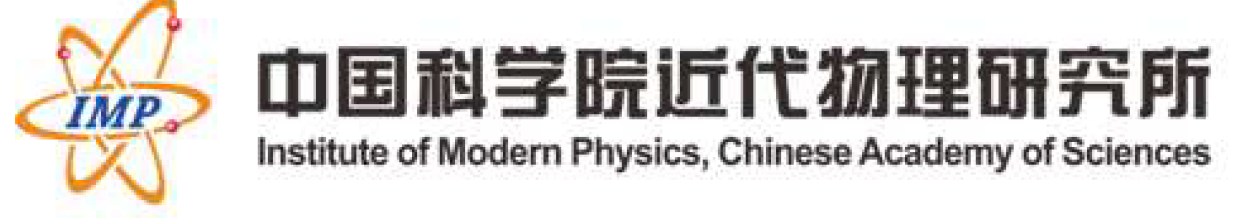 IMP
中国科学院近代物理研究所
Institute of Modern Physics, Chinese Academy of Sciences